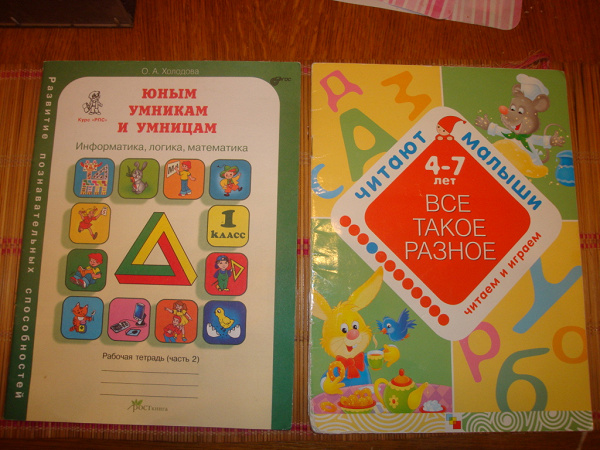 О. А. Холодова
Курс «РПС»
ЮНЫМ
УМНИКАМ
И УМНИЦАМ
Информатика, логика, математика
1
КЛАСС
Рабочая тетрадь (часть 2)
РОСТкнига
Развитие познавательных способностей
читают малыши
4-7
лет
ВСЕ
ТАКОЕ
РАЗНОЕ
читаем и играем
Д
М
З
А
У
р
б